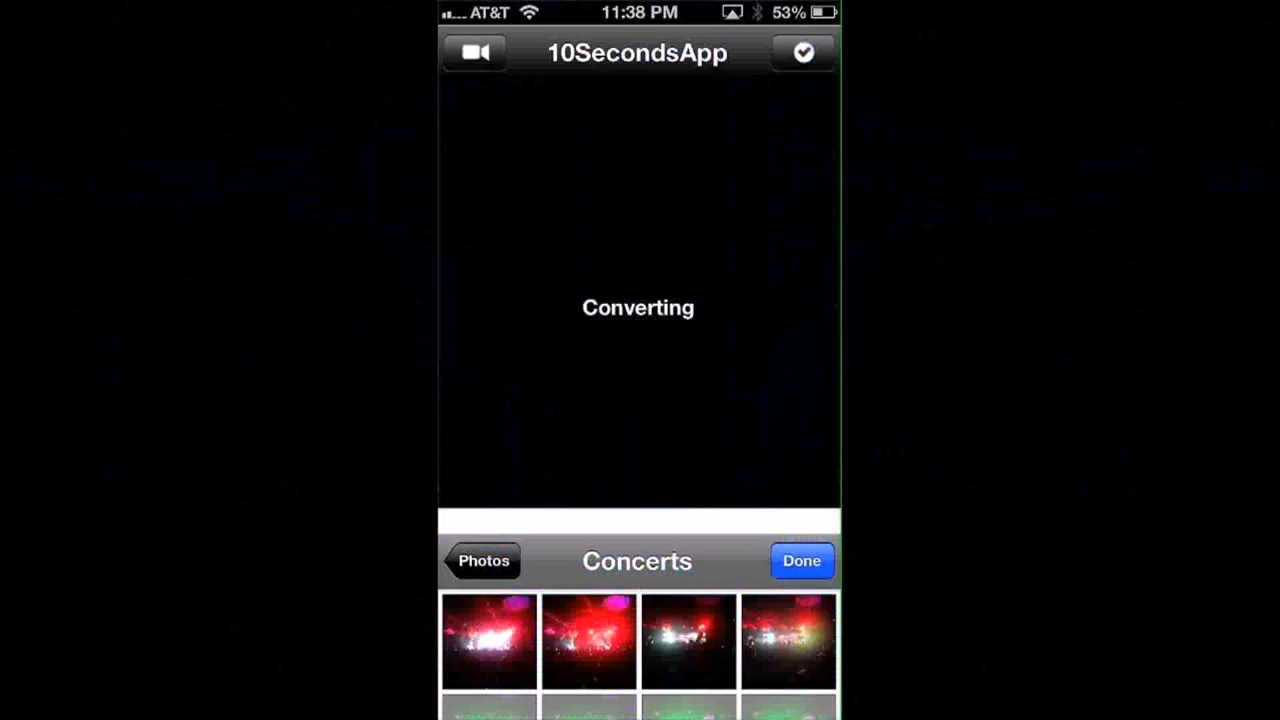 AT&T 11:38 PM 53%
10SecondsApp
Converting
Photos Concerts Done